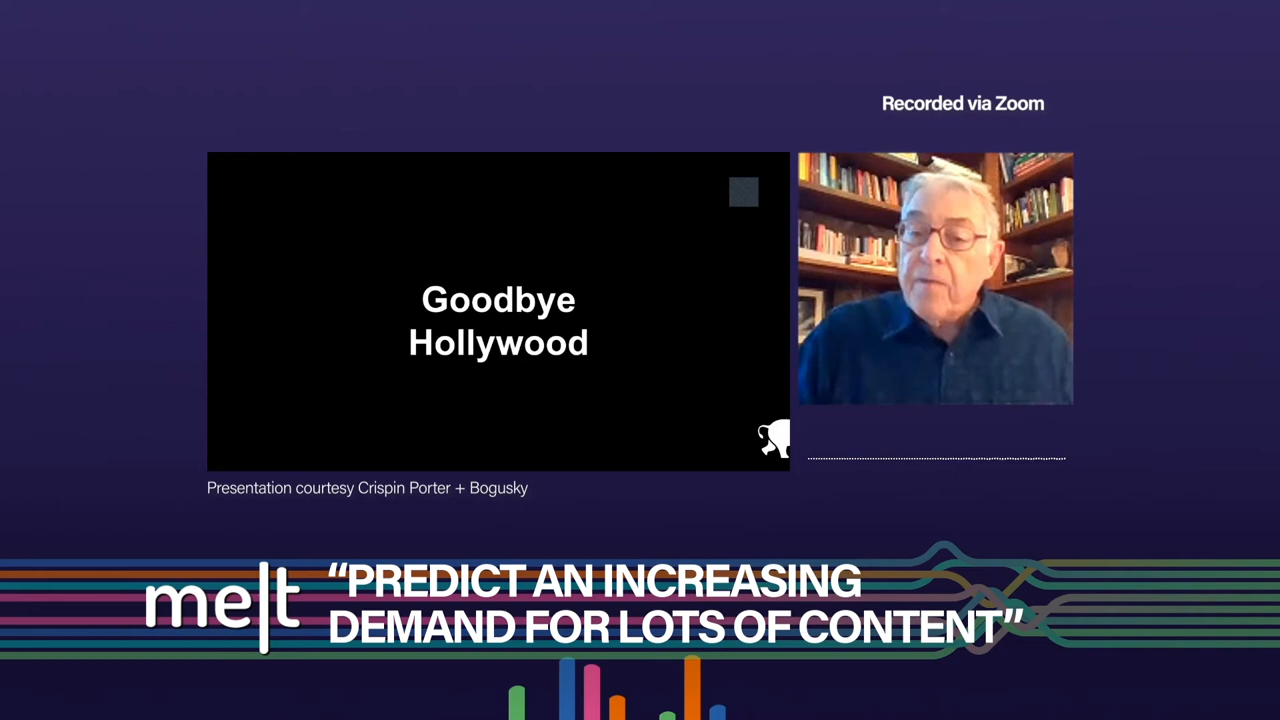 Recorded via Zoom
Goodbye
Hollywood
Presentation courtesy Crispin Porter + Bogusky
melt
“PREDICT AN INCREASING
DEMAND FOR LOTS OF CONTENT”